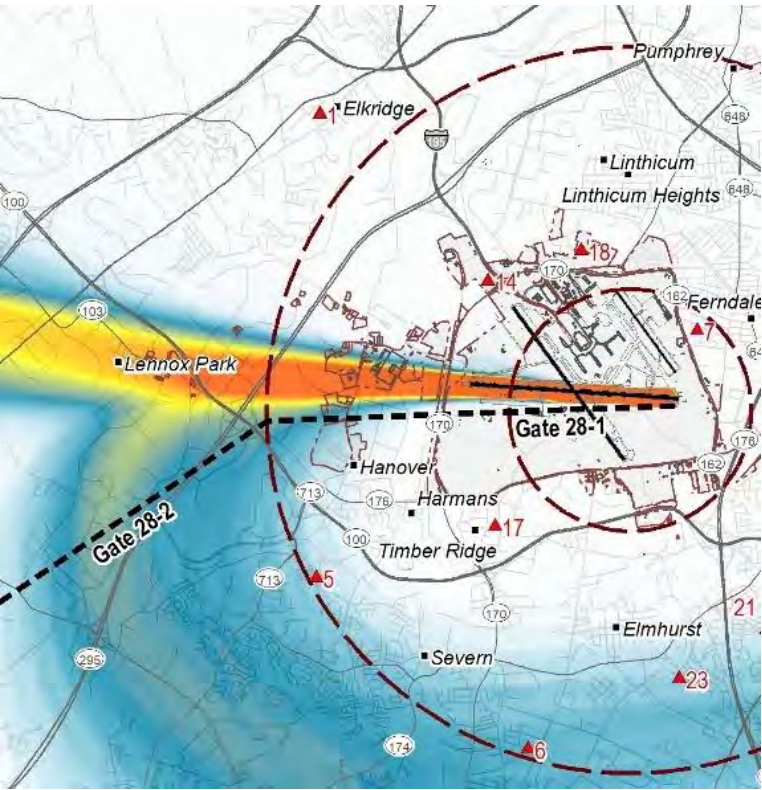 Pumphrey
1
Elkridge
648
195
Linthicum
Linthicum Heights
648
100
18
170
14
162
Ferndale
7
103
Lennox Park
170
Gate 28-1
176
162
Hanover
713
176
Harmans
17
Gate 28-2
100
Timber Ridge
713
5
170
21
Elmhurst
295
Severn
23
174
6